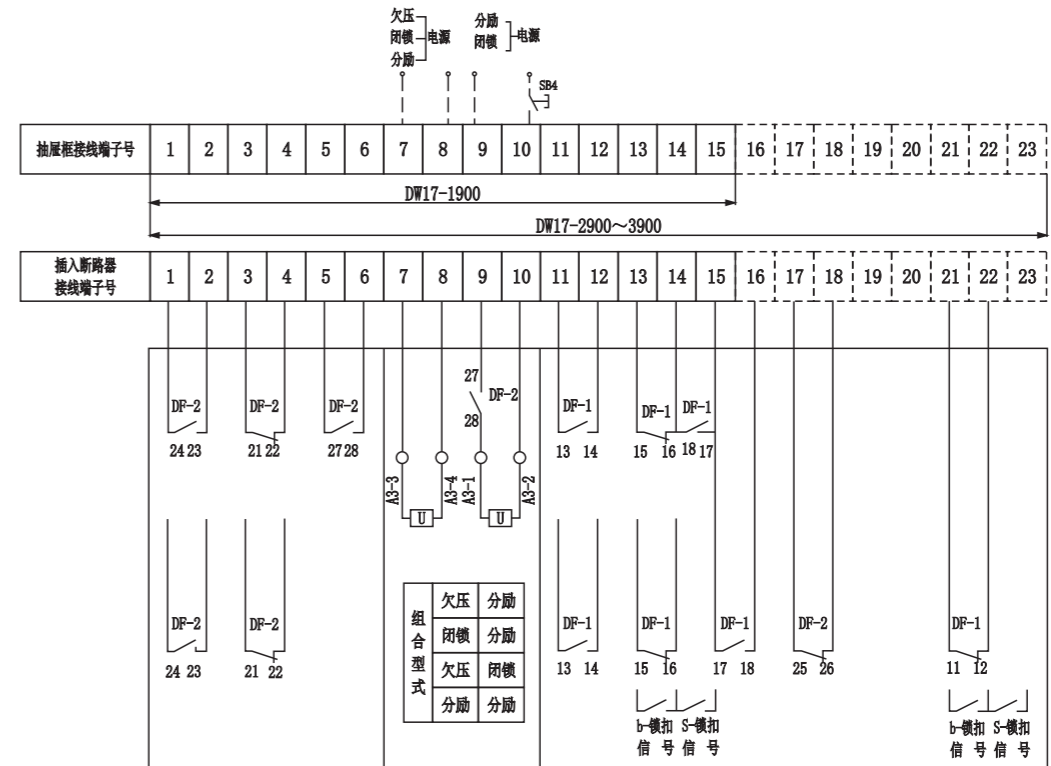 欠压
闭锁 电源
分励
分励
闭锁 电源
SB4
抽屉框接线端子号 1 2 3 4 5 6 7 8 9 10 11 12 13 14 15 16 17 18 19 20 21 22 23
DW17-1900
DW17-2900～3900
插入断路器
接线端子号
1 2 3 4 5 6 7 8 9 10 11 12 13 14 15 16 17 18 19 20 21 22 23
DF-2 DF-2 DF-2 27 DF-2 28 DF-1 DF-1 DF-1
24 23 21 22 27 28 13 14 15 16 18 17
A3-3 A3-4 A3-1 A3-2
U U
组合型式
欠压 分励
闭锁 分励
欠压 闭锁
分励 分励
DF-2 DF-2 DF-1 DF-1 DF-1 DF-2 DF-1
24 23 21 22 13 14 15 16 17 18 25 26 11 12
b-锁扣 S-锁扣 b-锁扣 S-锁扣
信 号 信 号 信 号 信 号